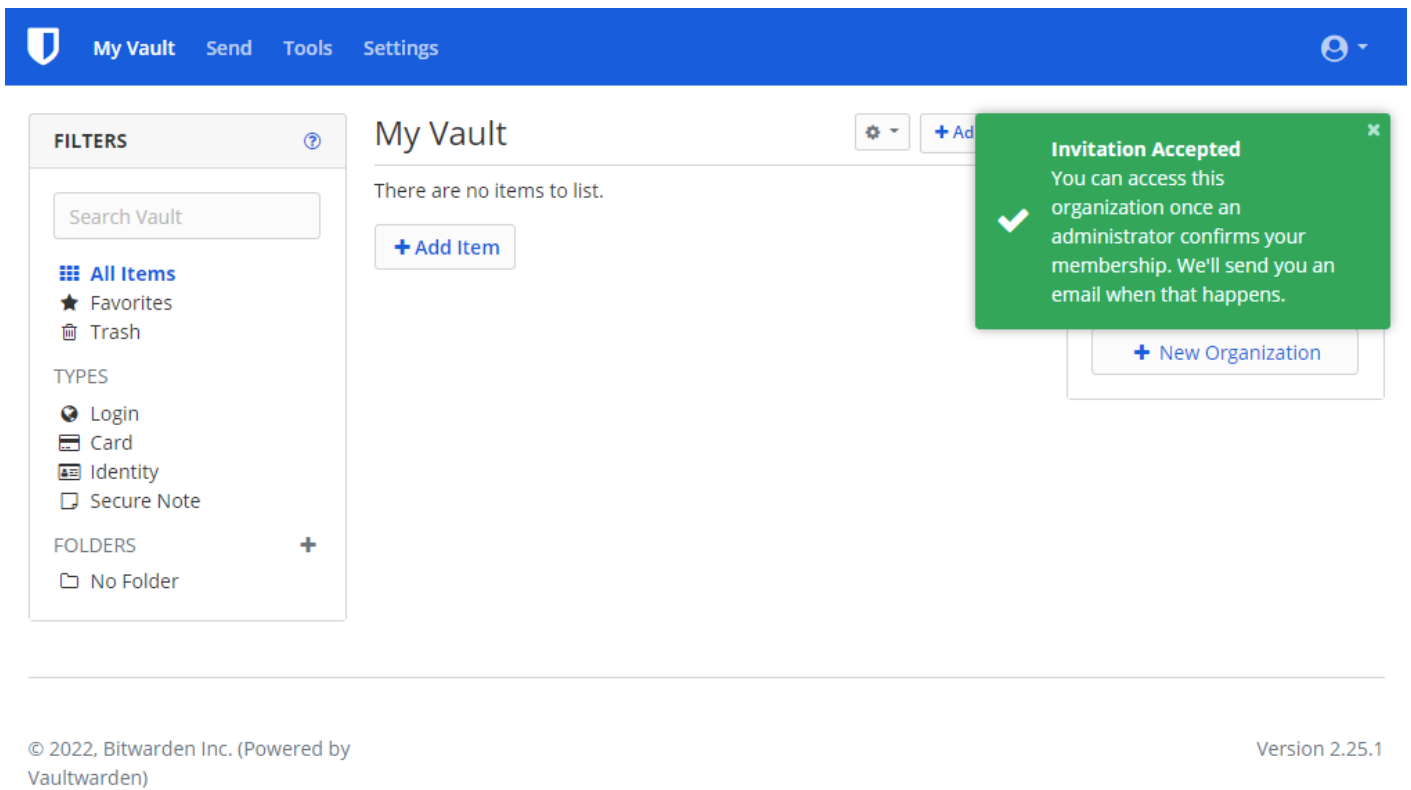 My Vault Send Tools Settings
FILTERS
Search Vault
All Items
Favorites
Trash
TYPES
Login
Card
Identity
Secure Note
FOLDERS
No Folder
My Vault
There are no items to list.
Add Item
Invitation Accepted
You can access this
organization once an
administrator confirms your
membership. We'll send you an
email when that happens.
New Organization
© 2022, Bitwarden Inc. (Powered by
Vaultwarden)
Version 2.25.1